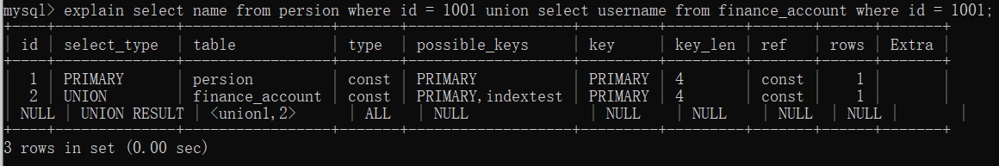 mysql> explain select name from persion where id = 1001 union select username from finance_account where id = 1001;
+----+--------------+-----------------+-------+-------------------+---------+---------+-------+------+-------+
| id | select_type | table | type | possible_keys | key | key_len | ref | rows | Extra |
+----+--------------+-----------------+-------+-------------------+---------+---------+-------+------+-------+
| 1 | PRIMARY | persion | const | PRIMARY | PRIMARY | 4 | const | 1 | |
| 2 | UNION | finance_account | const | PRIMARY,indextest | PRIMARY | 4 | const | 1 | |
| NULL | UNION RESULT | <union1,2> | ALL | NULL | NULL | NULL | NULL | NULL | |
+----+--------------+-----------------+-------+-------------------+---------+---------+-------+------+-------+
3 rows in set (0.00 sec)